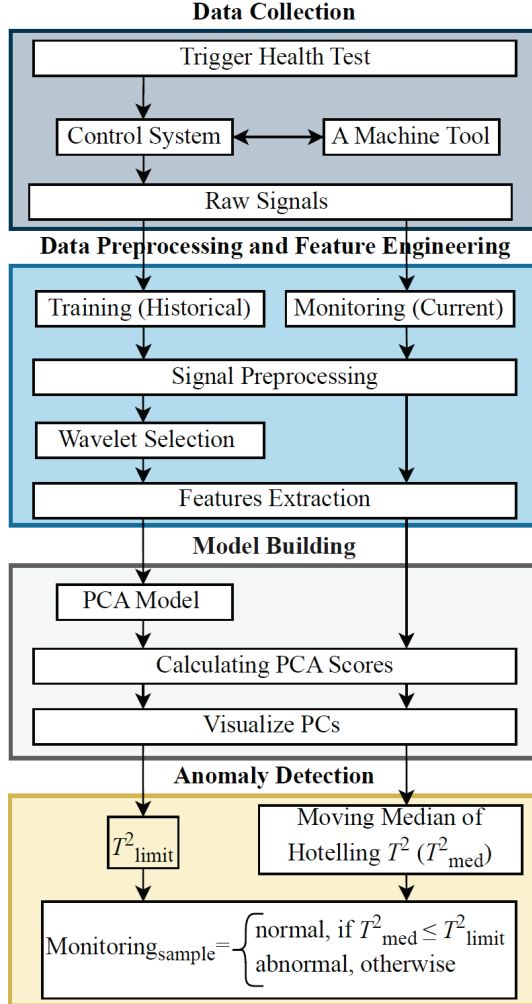 Data Collection
Trigger Health Test
Control System
A Machine Tool
Raw Signals
Data Preprocessing and Feature Engineering
Training (Historical)
Monitoring (Current)
Signal Preprocessing
Wavelet Selection
Features Extraction
Model Building
PCA Model
Calculating PCA Scores
Visualize PCs
Anomaly Detection
T²limit
Moving Median of
Hotelling T² (T²med)
Monitoringsample= { normal, if T²med ≤ T²limit
abnormal, otherwise